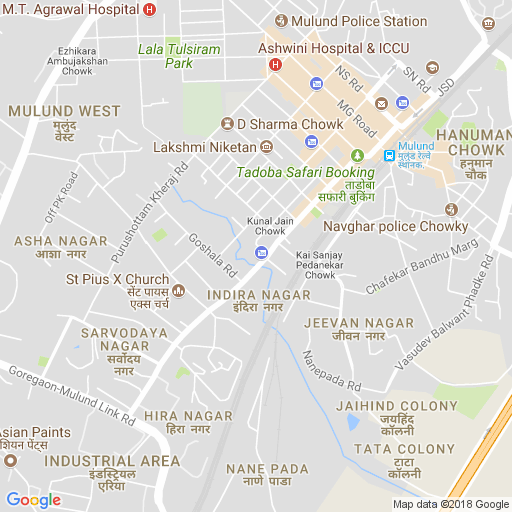 M.T. Agrawal Hospital
Mulund Police Station
Ezhikara
Ambujakshan
Chowk
Lala Tulsiram
Park
Ashwini Hospital & ICCU
NS Rd
SN Rd
JSD
MG Road
MULUND WEST
मुलुंड
वेस्ट
D Sharma Chowk
Lakshmi Niketan
Mulund
मुलुंड रेल्वे
स्थानक
HANUMAN
CHOWK
हनुमान
चौक
Tadoba Safari Booking
ताडोबा
सफारी बुकिंग
Off PK Road
Purushottam Kheraj Rd
Kunal Jain
Chowk
Navghar police Chowky
ASHA NAGAR
आशा नगर
Goshala Rd
Kai Sanjay
Pedanekar
Chowk
Chafekar Bandhu Marg
St Pius X Church
सेंट पायस
एक्स चर्च
INDIRA NAGAR
इंदिरा नगर
Vasudev Balwant Phadke Rd
SARVODAYA
NAGAR
सर्वोदय
नगर
JEEVAN NAGAR
जीवन नगर
Nanepada Rd
Goregaon-Mulund Link Rd
HIRA NAGAR
हिरा नगर
JAIHIND COLONY
जयहिंद
कॉलनी
Asian Paints
शियन पेंट्स
INDUSTRIAL AREA
इंडस्ट्रियल
एरिया
TATA COLONY
टाटा
कॉलनी
NANE PADA
नाणे पाडा
Google
Map data ©2018 Google